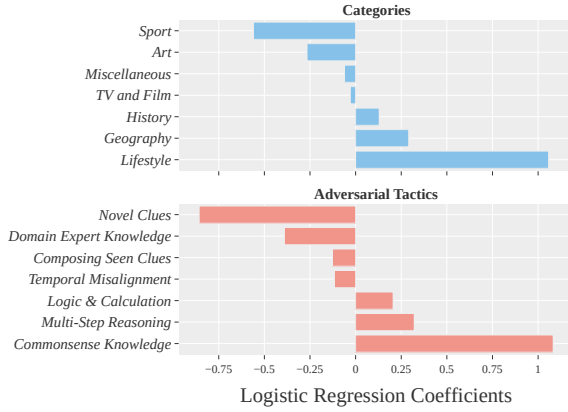 Categories
Sport
Art
Miscellaneous
TV and Film
History
Geography
Lifestyle
Adversarial Tactics
Novel Clues
Domain Expert Knowledge
Composing Seen Clues
Temporal Misalignment
Logic & Calculation
Multi-Step Reasoning
Commonsense Knowledge
−0.75 −0.5 −0.25 0 0.25 0.5 0.75 1
Logistic Regression Coefficients